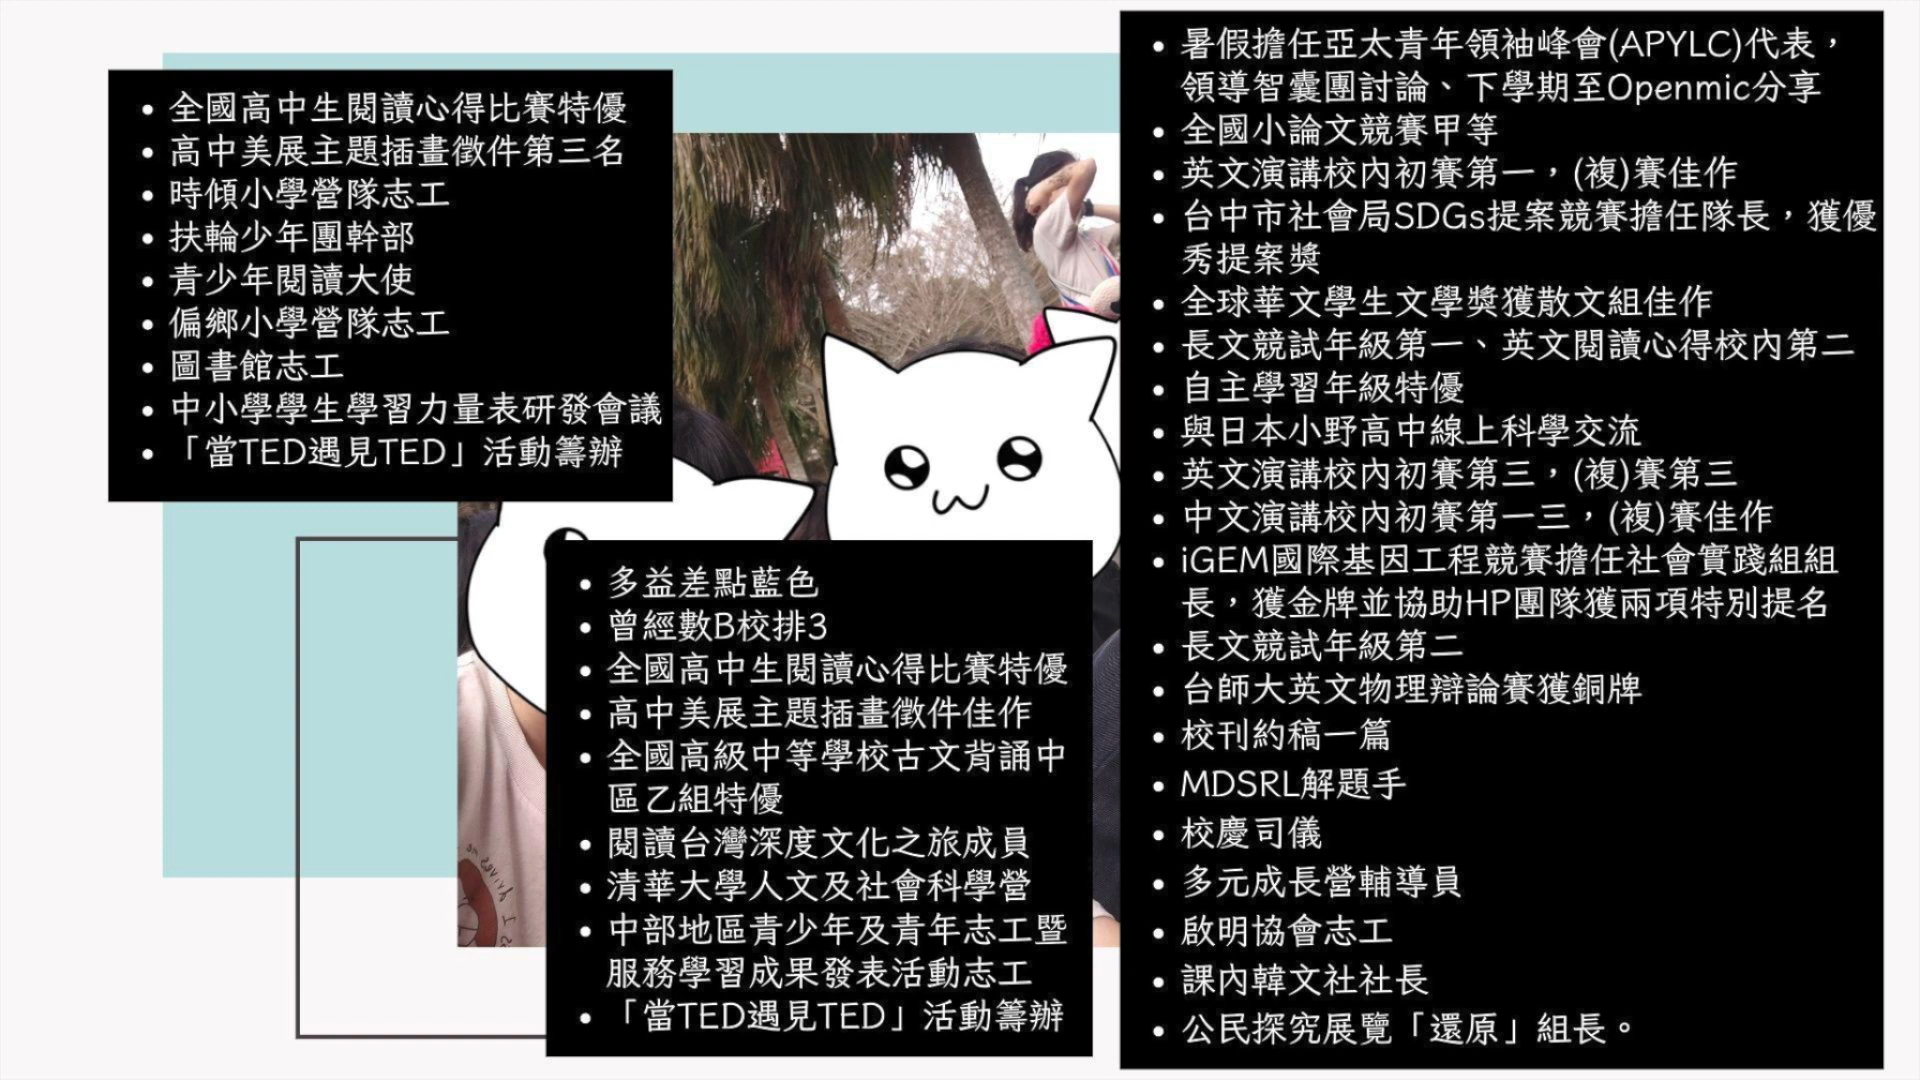 全國高中生閱讀心得比賽特優
高中美展主題插畫徵件第三名
時傾小學營隊志工
扶輪少年團幹部
青少年閱讀大使
偏鄉小學營隊志工
圖書館志工
中小學學生學習力量表研發會議
「當TED遇見TED」活動籌辦
多益差點藍色
曾經數B校排3
全國高中生閱讀心得比賽特優
高中美展主題插畫徵件佳作
全國高級中等學校古文背誦中
區乙組特優
閱讀台灣深度文化之旅成員
清華大學人文及社會科學營
中部地區青少年及青年志工暨
服務學習成果發表活動志工
「當TED遇見TED」活動籌辦
暑假擔任亞太青年領袖峰會(APYLC)代表，
領導智囊團討論、下學期至Openmic分享
全國小論文競賽甲等
英文演講校內初賽第一，(複)賽佳作
台中市社會局SDGs提案競賽擔任隊長，獲優
秀提案獎
全球華文學生文學獎獲散文組佳作
長文競試年級第一、英文閱讀心得校內第二
自主學習年級特優
與日本小野高中線上科學交流
英文演講校內初賽第三，(複)賽第三
中文演講校內初賽第一三，(複)賽佳作
iGEM國際基因工程競賽擔任社會實踐組組
長，獲金牌並協助HP團隊獲兩項特別提名
長文競試年級第二
台師大英文物理辯論賽獲銅牌
校刊約稿一篇
MDSRL解題手
校慶司儀
多元成長營輔導員
啟明協會志工
課內韓文社社長
公民探究展覽「還原」組長。